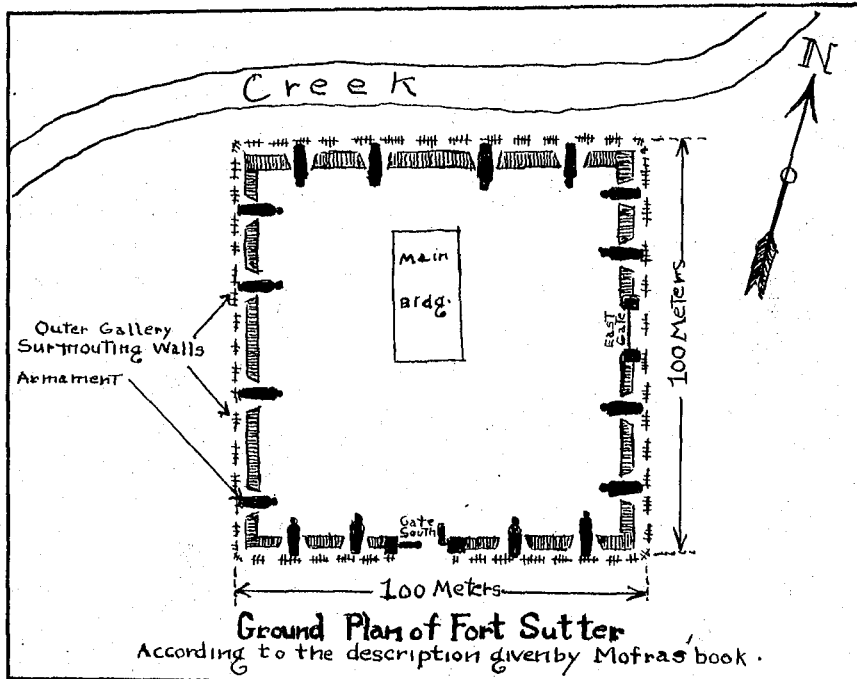 Creek
N
Main
Bldg.
EAST
GATE
100 Meters
Outer Gallery
Surmouting Walls
Armament
Gate
South
100 Meters
Ground Plan of Fort Sutter
According to the description given by Mofras' book.